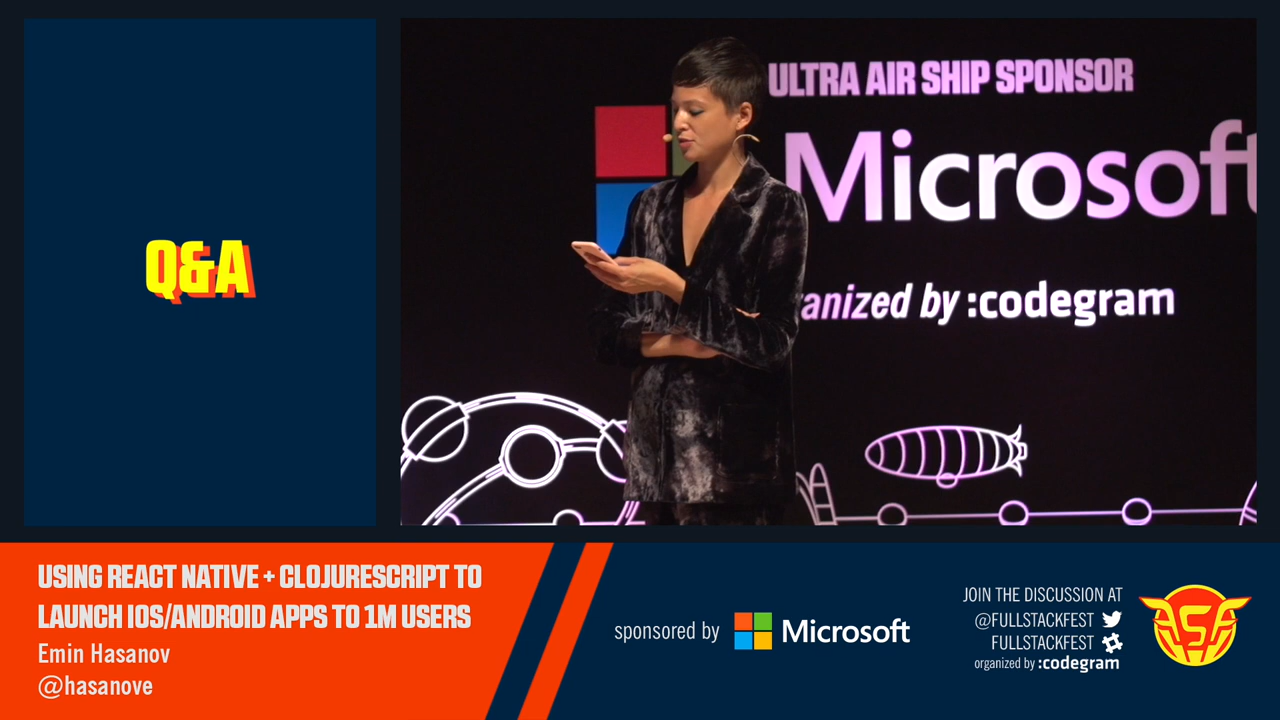 Q&A
ULTRA AIR SHIP SPONSOR
Microsoft
anized by :codegram
USING REACT NATIVE + CLOJURESCRIPT TO
LAUNCH IOS/ANDROID APPS TO 1M USERS
Emin Hasanov
@hasanove
sponsored by Microsoft
JOIN THE DISCUSSION AT
@FULLSTACKFEST
FULLSTACKFEST
organized by :codegram
FSF